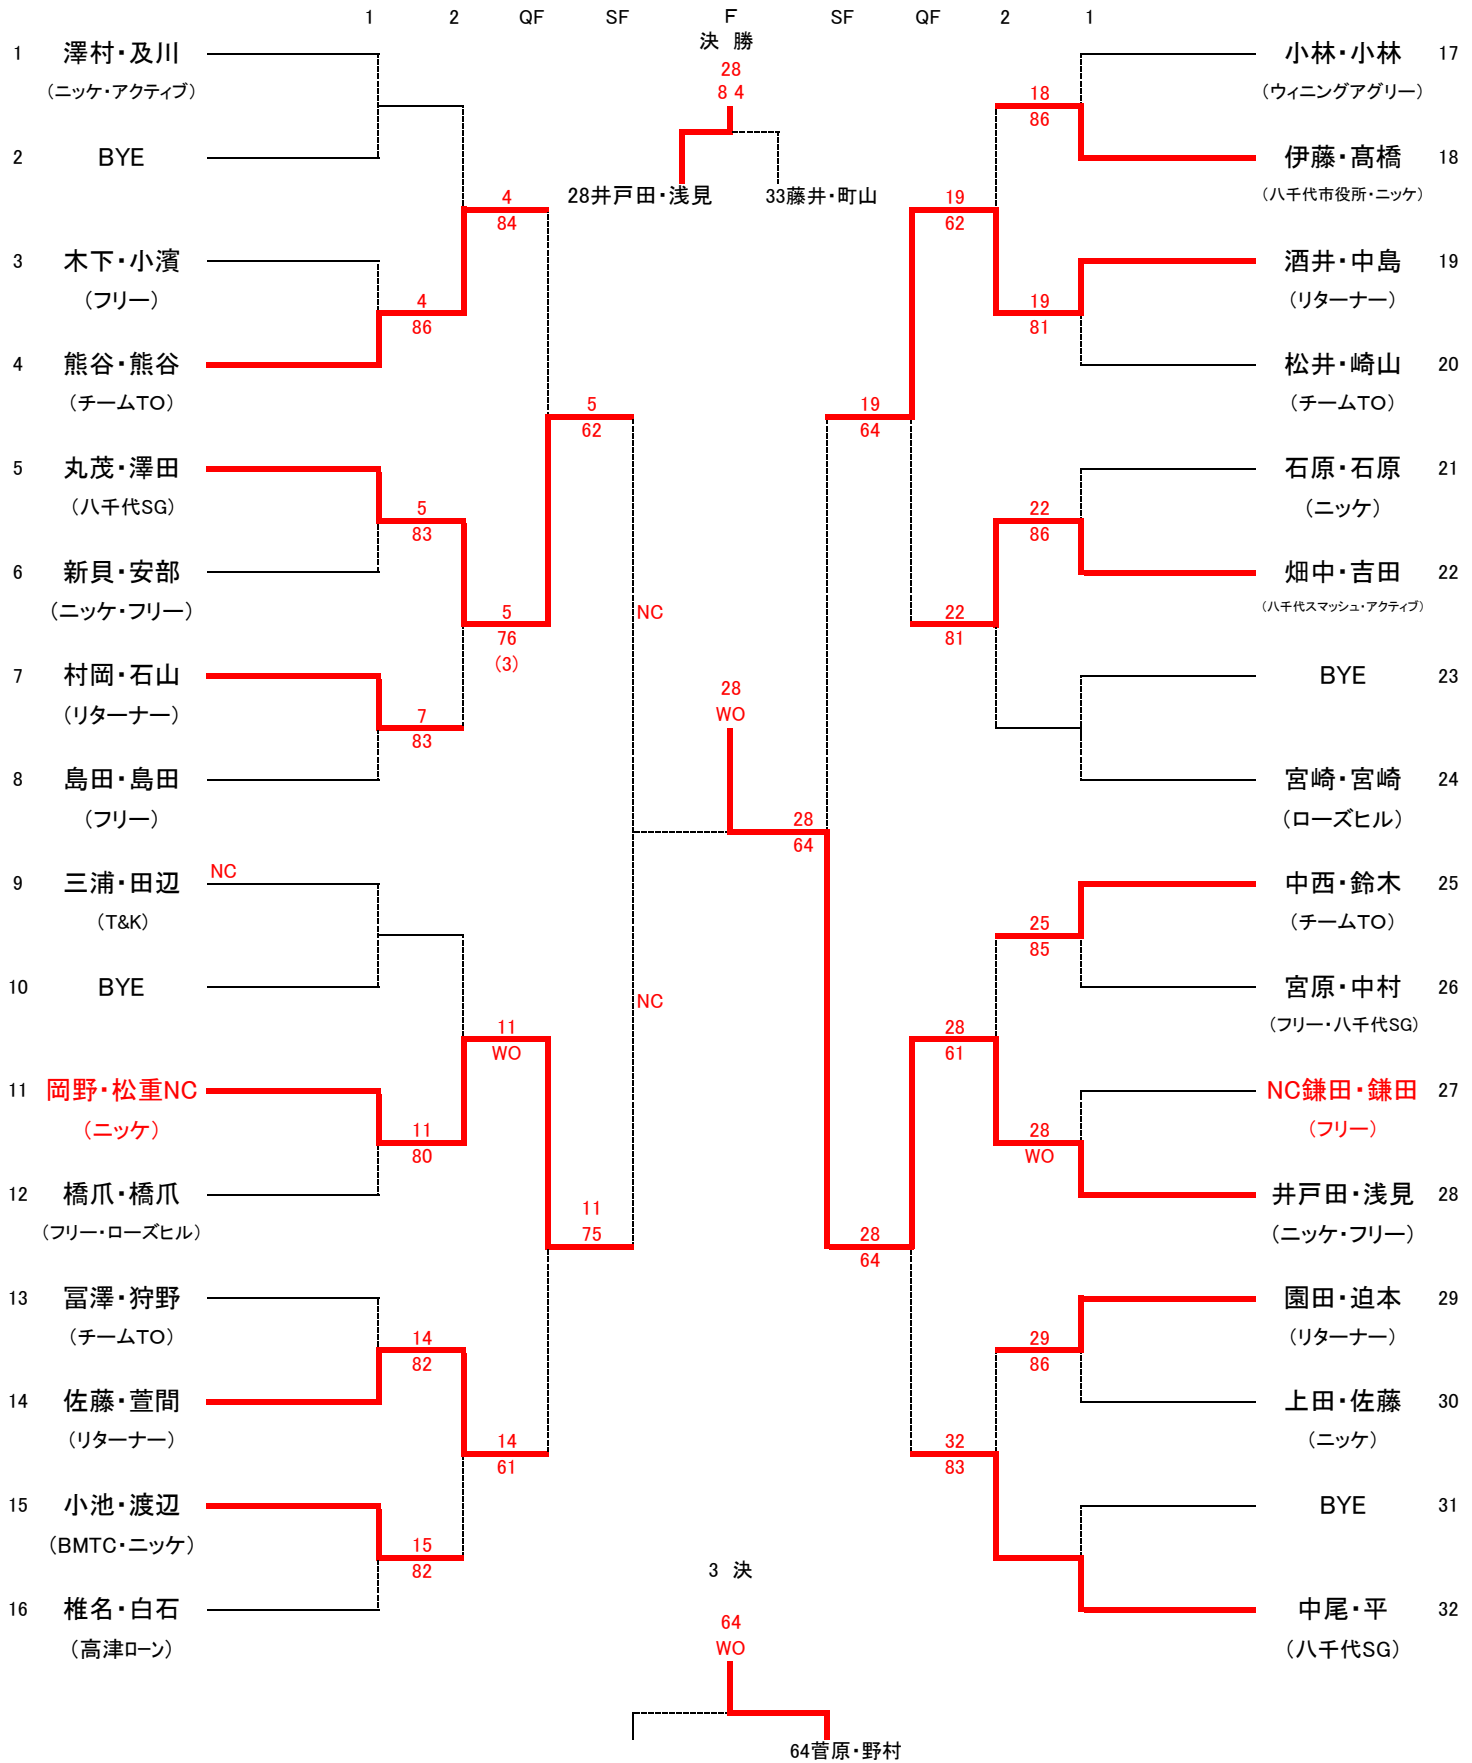 1 2 QF SF F SF QF 2 1
決 勝
28
8 4
28井戸田・浅見 33藤井・町山
1 澤村・及川
(ニッケ・アクティブ)
2 BYE
4
84
3 木下・小濱
(フリー)
4
86
4 熊谷・熊谷
(チームTO)
5
62
5 丸茂・澤田
(八千代SG)
5
83
6 新貝・安部
(ニッケ・フリー)
5
76
(3)
NC
7 村岡・石山
(リターナー)
7
83
8 島田・島田
(フリー)
9 三浦・田辺 NC
(T&K)
10 BYE
NC
11
WO
11 岡野・松重NC
(ニッケ)
11
80
12 橋爪・橋爪
(フリー・ローズヒル)
11
75
13 冨澤・狩野
(チームTO)
14
82
14 佐藤・萱間
(リターナー)
14
61
15 小池・渡辺
(BMTC・ニッケ)
15
82
16 椎名・白石
(高津ローン)
28
WO
28
64
小林・小林 17
(ウィニングアグリー)
18
86
伊藤・髙橋 18
(八千代市役所・ニッケ)
19
62
酒井・中島 19
(リターナー)
19
81
松井・崎山 20
(チームTO)
19
64
石原・石原 21
(ニッケ)
22
86
畑中・吉田 22
(八千代スマッシュ・アクティブ)
22
81
BYE 23
宮崎・宮崎 24
(ローズヒル)
中西・鈴木 25
(チームTO)
25
85
宮原・中村 26
(フリー・八千代SG)
28
61
NC鎌田・鎌田 27
(フリー)
28
WO
井戸田・浅見 28
(ニッケ・フリー)
28
64
園田・迫本 29
(リターナー)
29
86
上田・佐藤 30
(ニッケ)
32
83
BYE 31
中尾・平 32
(八千代SG)
3 決
64
WO
64菅原・野村